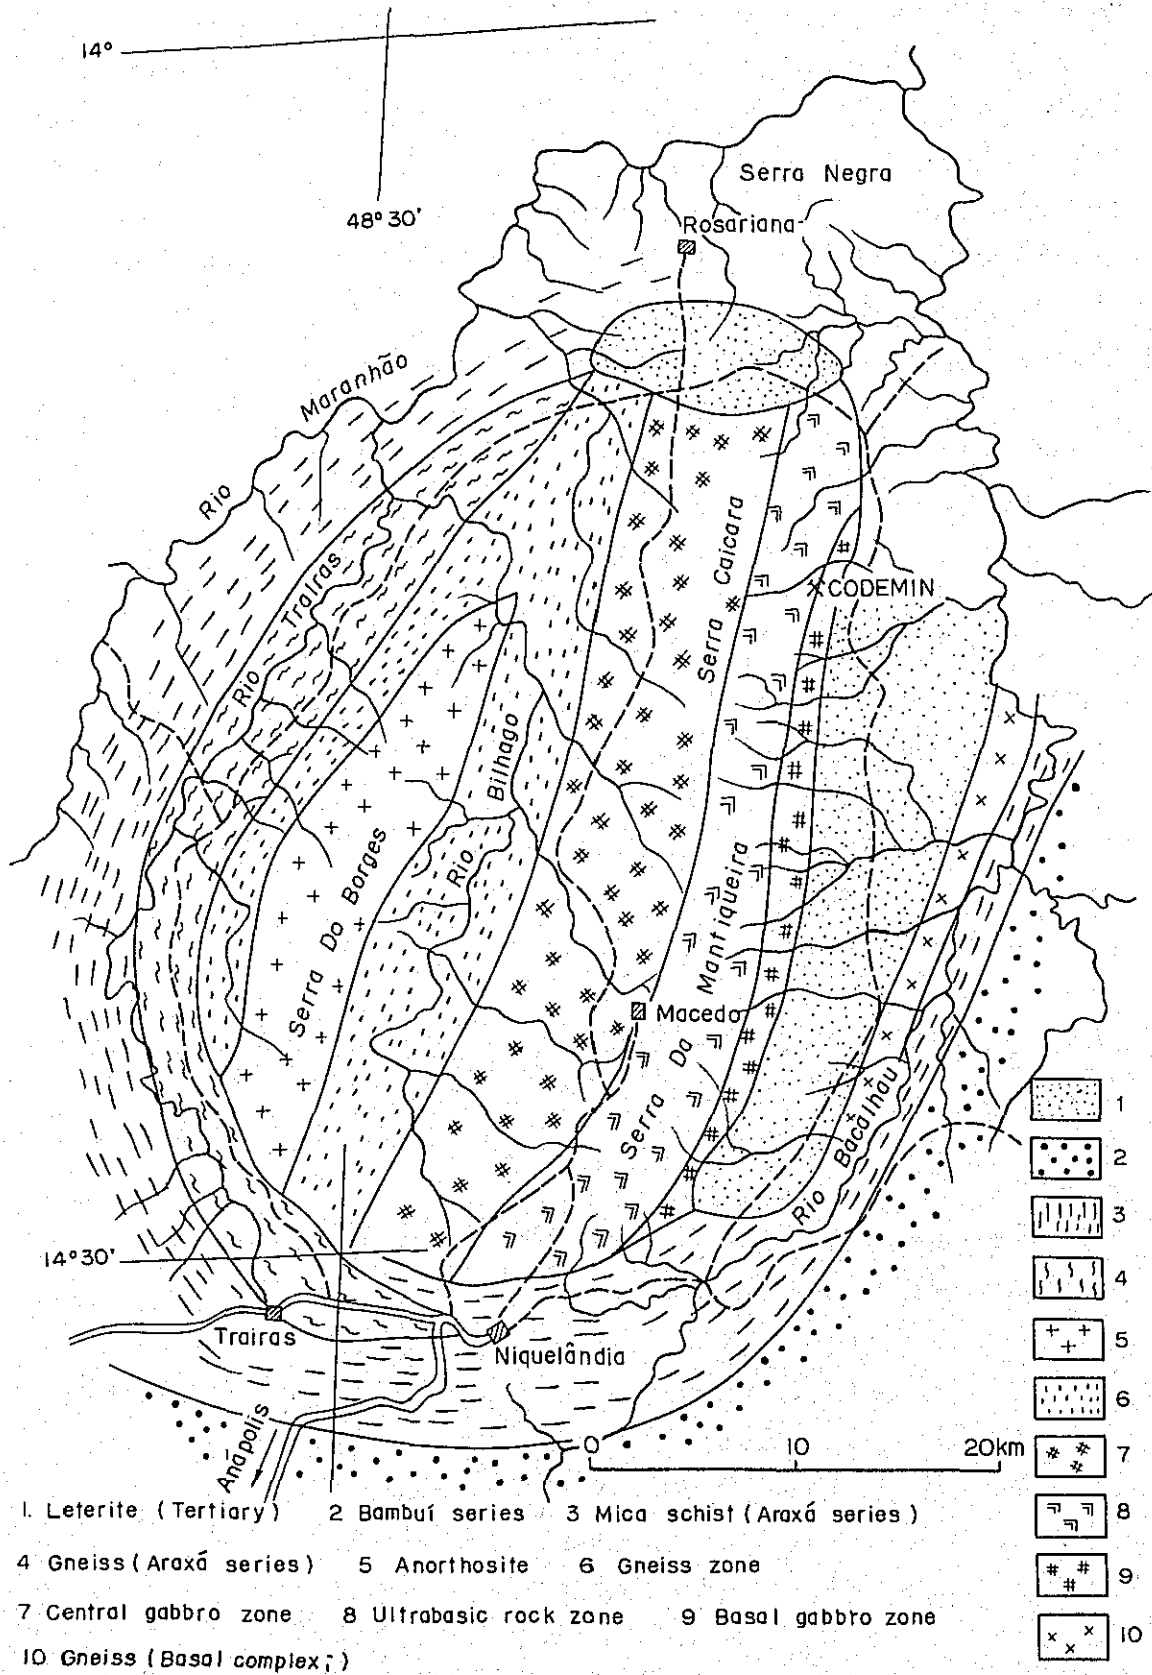 14°
48° 30'
Serra Negra
Rosariana
Rio Maranhão
Rio Trairas
Serra Caicara
CODEMIN
Rio Bilhago
Serra Do Borges
Serra Da Mantiqueira
Macedo
Rio Bacalhau
14° 30'
Trairas
Niquelândia
Anápolis
0 10 20km
1
2
3
4
5
6
7
8
9
10
1. Leterite (Tertiary) 2 Bambuí series 3 Mica schist (Araxá series)
4 Gneiss (Araxá series) 5 Anorthosite 6 Gneiss zone
7 Central gabbro zone 8 Ultrabasic rock zone 9 Basal gabbro zone
10 Gneiss (Basal complex;)